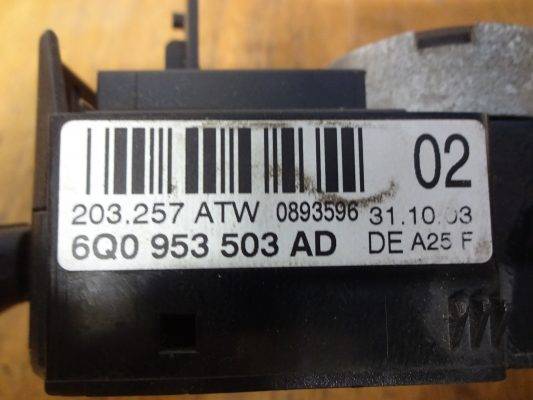 02
203.257 ATW 0893596 31.10.03
6Q0 953 503 AD DE A25 F